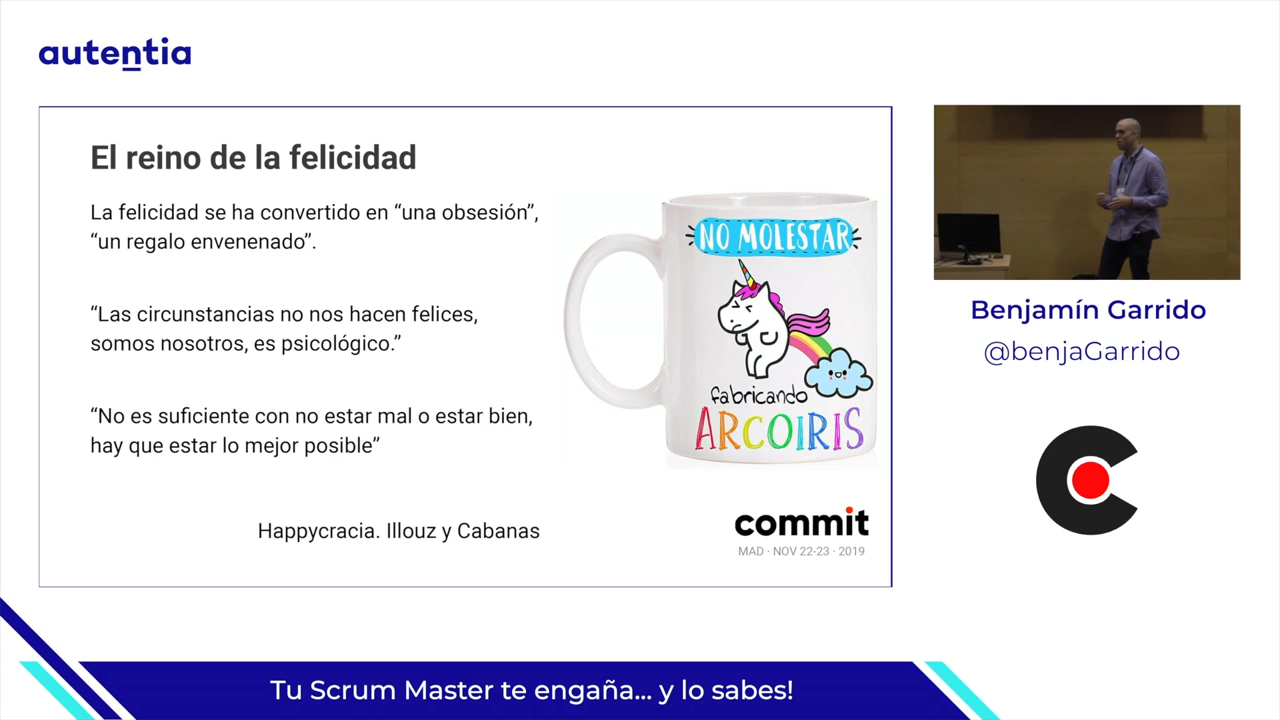 autentia
El reino de la felicidad
La felicidad se ha convertido en “una obsesión”,
“un regalo envenenado”.
“Las circunstancias no nos hacen felices,
somos nosotros, es psicológico.”
“No es suficiente con no estar mal o estar bien,
hay que estar lo mejor posible”
Happycracia. Illouz y Cabanas
NO MOLESTAR
fabricando
ARCOIRIS
commit
MAD · NOV 22-23 · 2019
Benjamín Garrido
@benjaGarrido
Tu Scrum Master te engaña... y lo sabes!